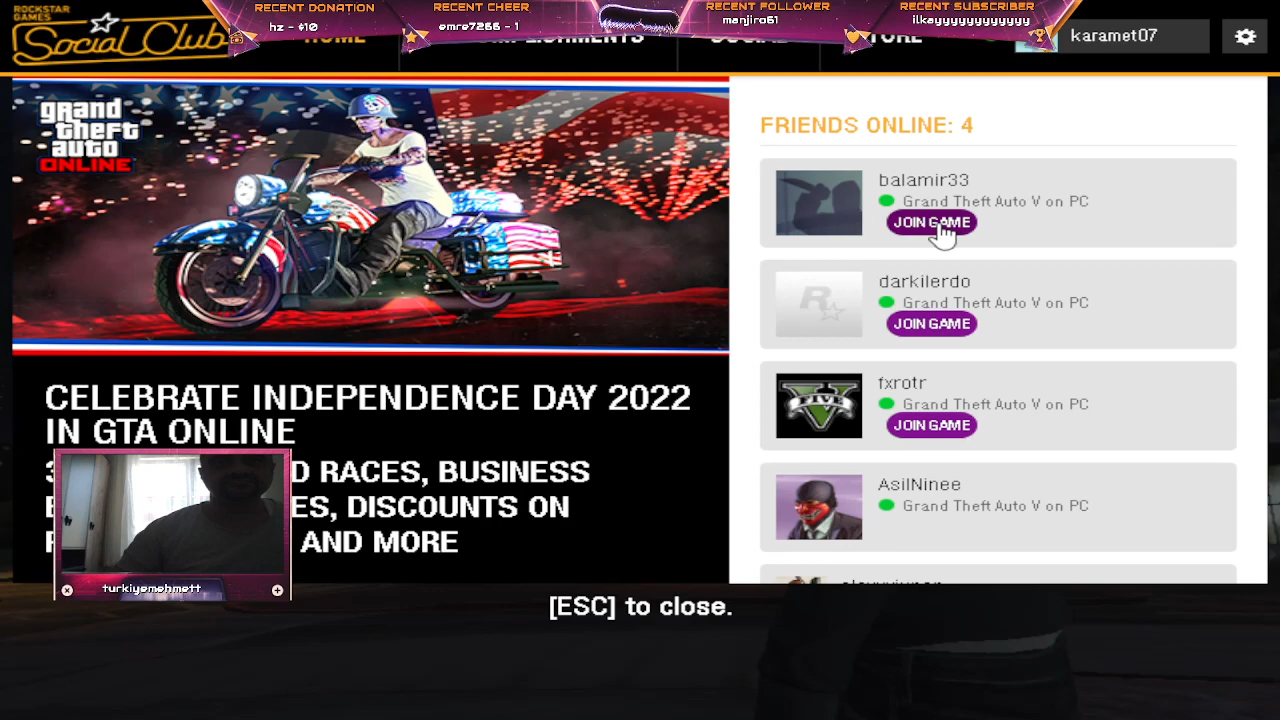 RECENT DONATION
hz - $10
RECENT CHEER
emre7266 - 1
RECENT FOLLOWER
manjiro61
RECENT SUBSCRIBER
ilkayyyyyyyyyyyyy
ROCKSTAR GAMES
Social Club
HOME
karamet07
grand theft auto
ONLINE
FRIENDS ONLINE: 4
balamir33
Grand Theft Auto V on PC
JOIN GAME
darkilerdo
Grand Theft Auto V on PC
JOIN GAME
FIVE
fxrotr
Grand Theft Auto V on PC
JOIN GAME
AsilNinee
Grand Theft Auto V on PC
CELEBRATE INDEPENDENCE DAY 2022
IN GTA ONLINE
RACES, BUSINESS
DISCOUNTS ON
AND MORE
turkiyemehmett
[ESC] to close.